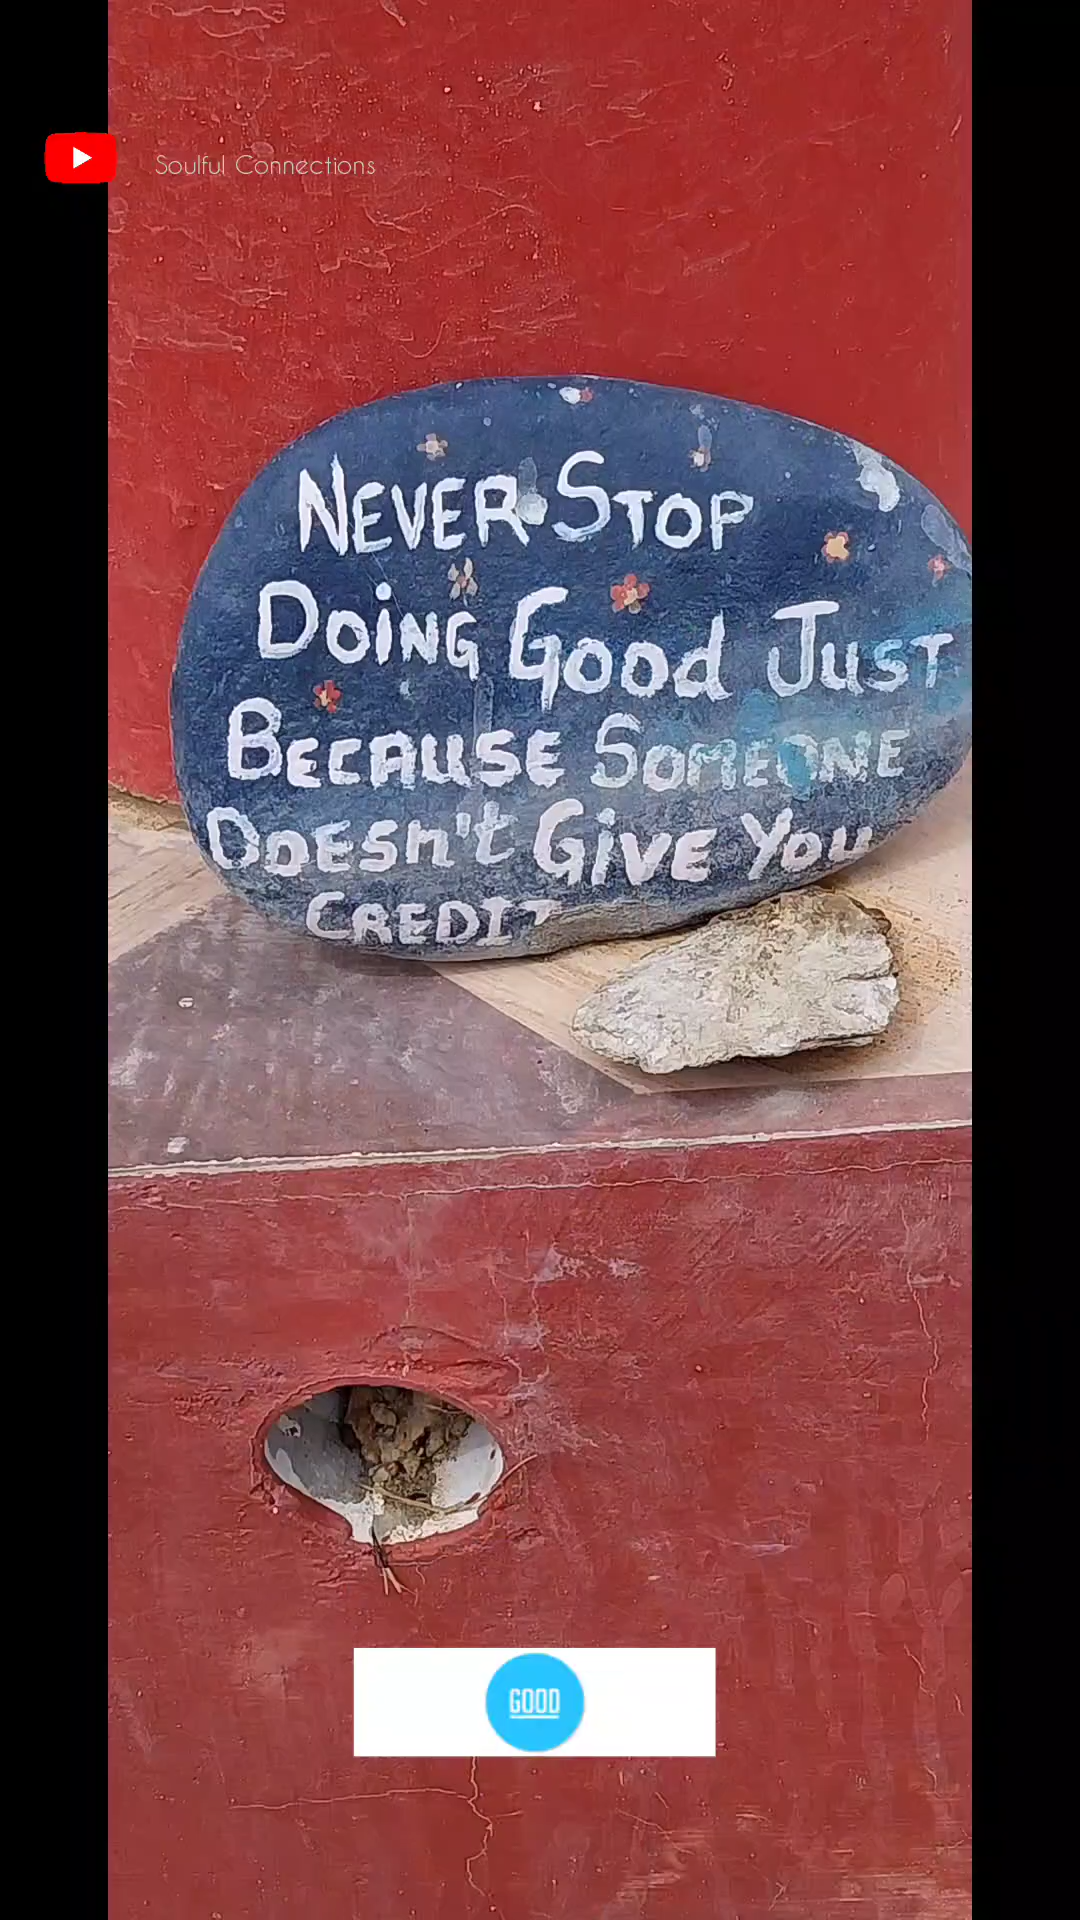 Soulful Connections
NEVER STOP
DOING GOOD JUST
BECAUSE SOMEONE
DOESN'T GIVE YOU
CREDIT
GOOD